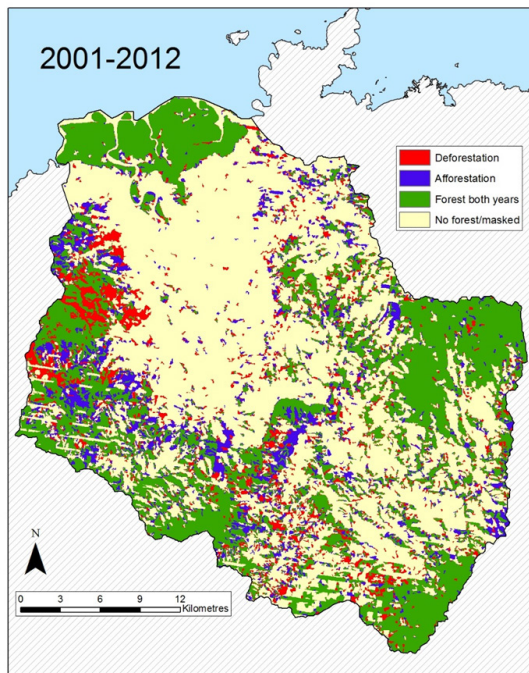 2001-2012
Deforestation
Afforestation
Forest both years
No forest/masked
N
0 3 6 9 12
Kilometres